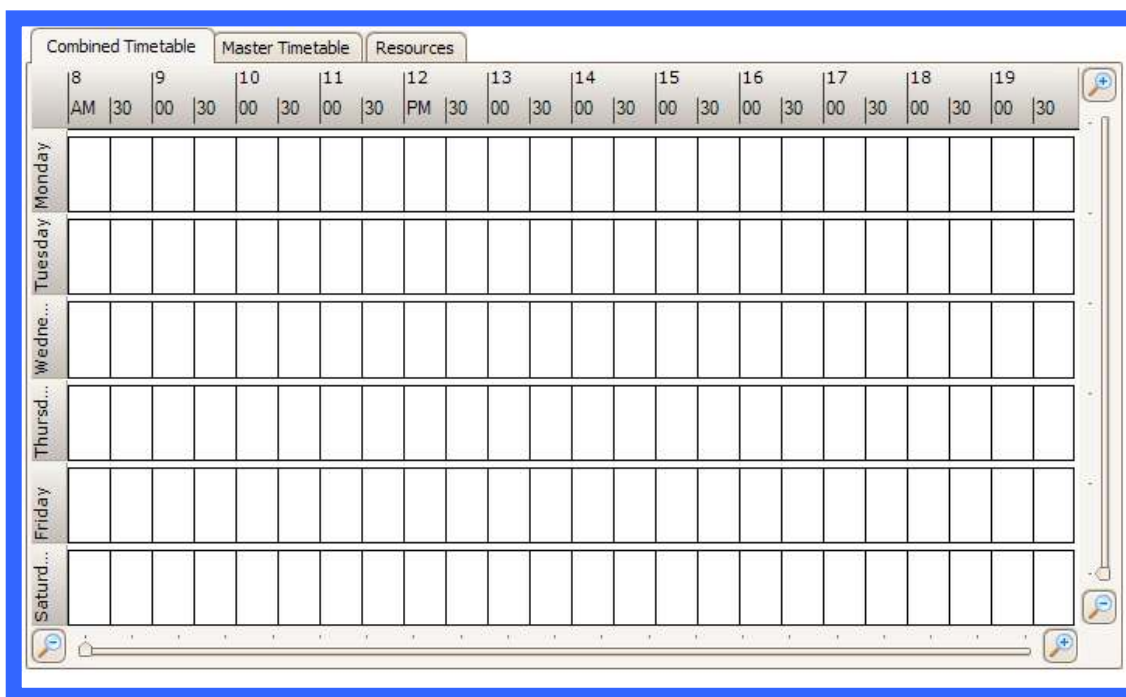 Combined Timetable Master Timetable Resources
|8 |9 |10 |11 |12 |13 |14 |15 |16 |17 |18 |19
AM |30 |00 |30 |00 |30 |00 |30 |PM |30 |00 |30 |00 |30 |00 |30 |00 |30 |00 |30 |00 |30 |00 |30
Monday
Tuesday
Wedne...
Thursd...
Friday
Saturd...